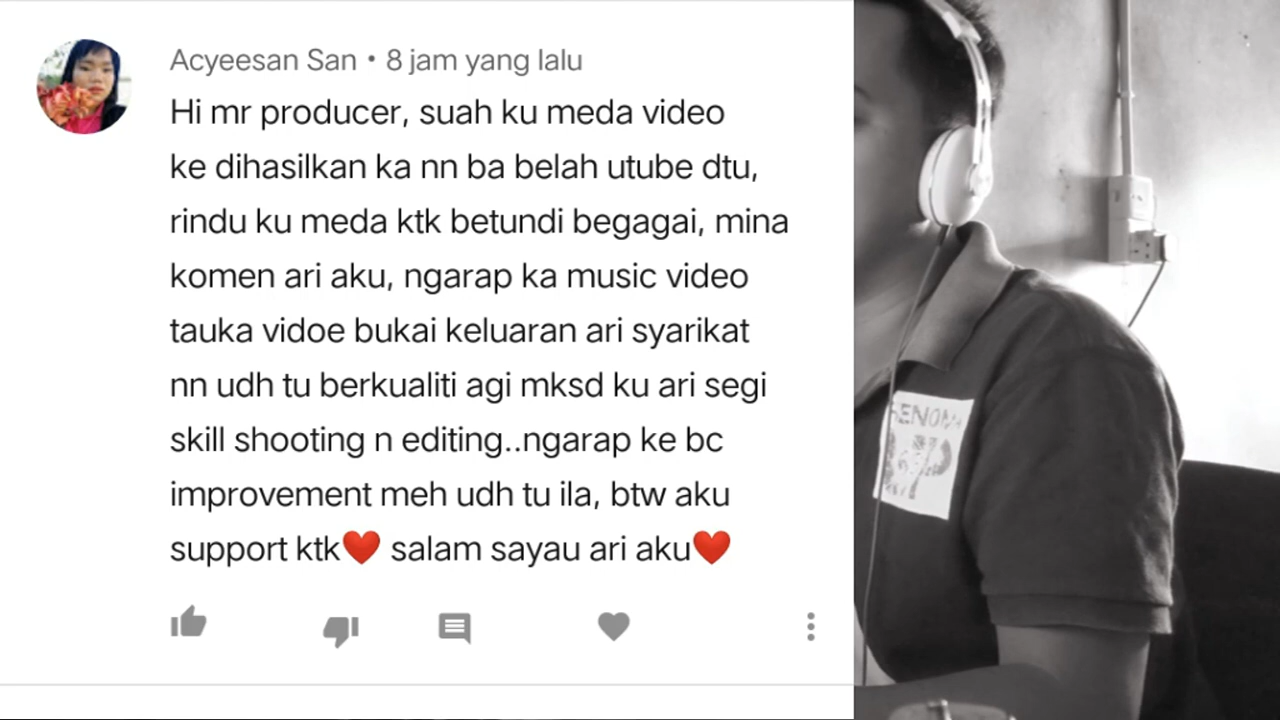 Acyeesan San • 8 jam yang lalu
Hi mr producer, suah ku meda video
ke dihasilkan ka nn ba belah utube dtu,
rindu ku meda ktk betundi begagai, mina
komen ari aku, ngarap ka music video
tauka vidoe bukai keluaran ari syarikat
nn udh tu berkualiti agi mksd ku ari segi
skill shooting n editing..ngarap ke bc
improvement meh udh tu ila, btw aku
support ktk❤️ salam sayau ari aku❤️